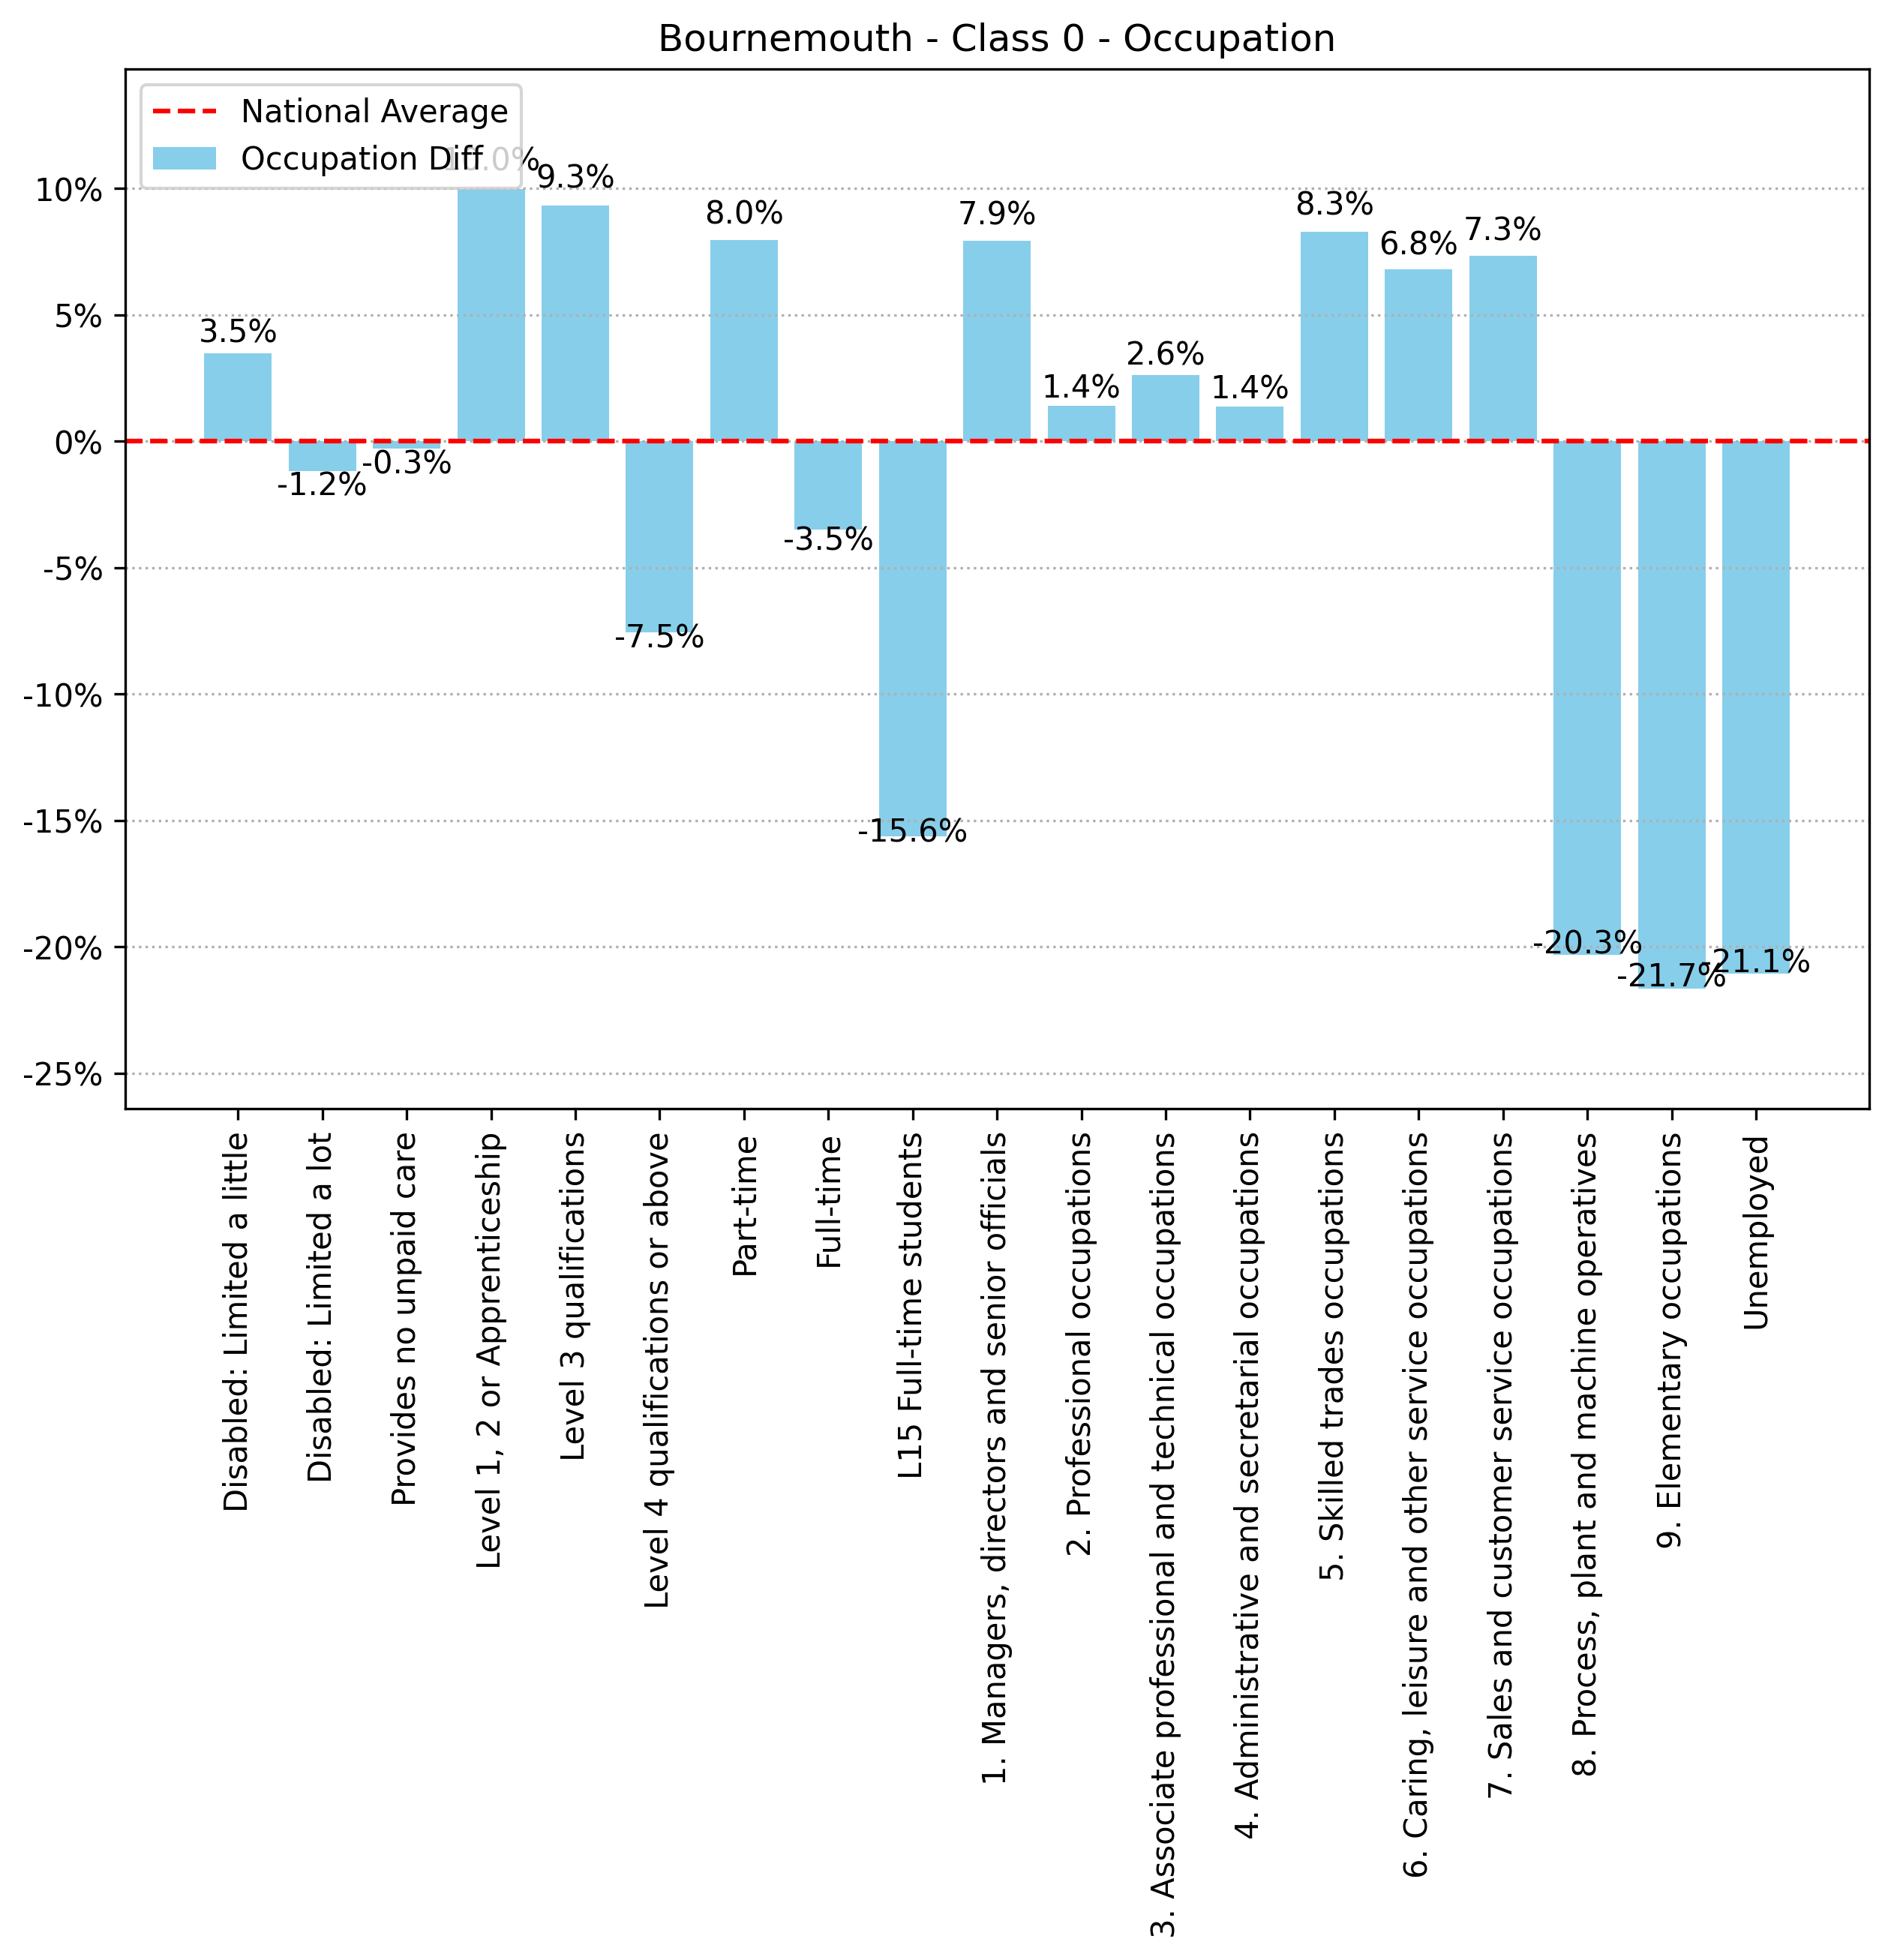 Bournemouth - Class 0 - Occupation
National Average
Occupation Diff
10%
5%
0%
-5%
-10%
-15%
-20%
-25%
3.5%
-1.2%
-0.3%
9.3%
-7.5%
8.0%
-3.5%
-15.6%
7.9%
1.4%
2.6%
1.4%
8.3%
6.8%
7.3%
-20.3%
-21.7%
-21.1%
Disabled: Limited a little
Disabled: Limited a lot
Provides no unpaid care
Level 1, 2 or Apprenticeship
Level 3 qualifications
Level 4 qualifications or above
Part-time
Full-time
L15 Full-time students
1. Managers, directors and senior officials
2. Professional occupations
3. Associate professional and technical occupations
4. Administrative and secretarial occupations
5. Skilled trades occupations
6. Caring, leisure and other service occupations
7. Sales and customer service occupations
8. Process, plant and machine operatives
9. Elementary occupations
Unemployed